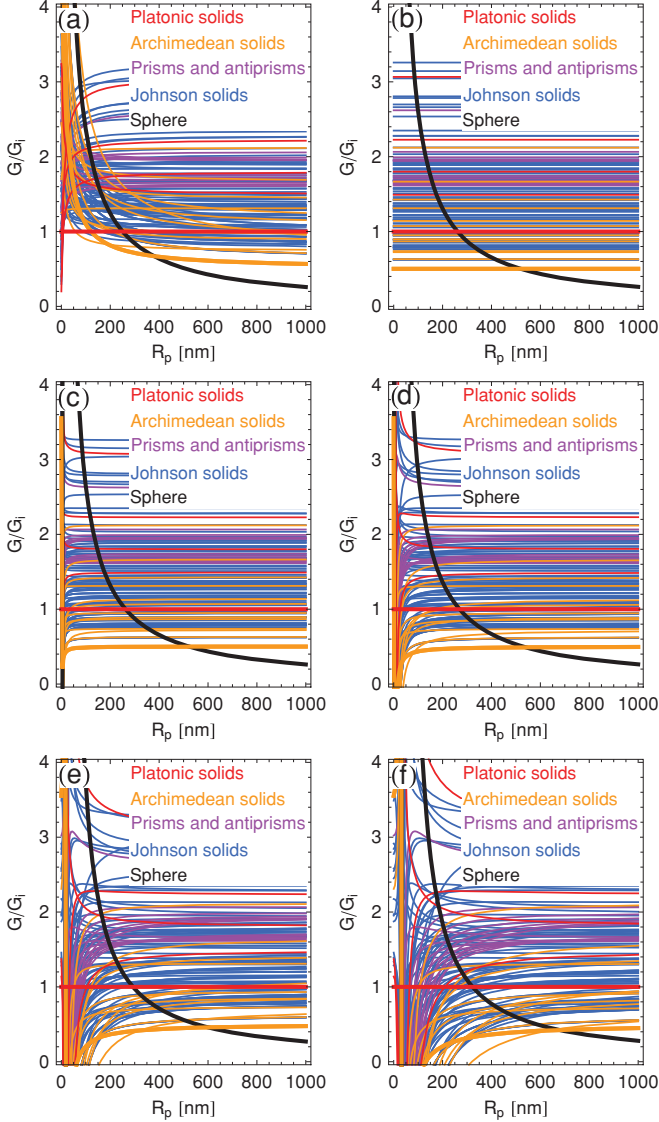 (a)
Platonic solids
Archimedean solids
Prisms and antiprisms
Johnson solids
Sphere
G/Gi
4
3
2
1
0
0 200 400 600 800 1000
Rp [nm]
(b)
Platonic solids
Archimedean solids
Prisms and antiprisms
Johnson solids
Sphere
G/Gi
4
3
2
1
0
0 200 400 600 800 1000
Rp [nm]
(c)
Platonic solids
Archimedean solids
Prisms and antiprisms
Johnson solids
Sphere
G/Gi
4
3
2
1
0
0 200 400 600 800 1000
Rp [nm]
(d)
Platonic solids
Archimedean solids
Prisms and antiprisms
Johnson solids
Sphere
G/Gi
4
3
2
1
0
0 200 400 600 800 1000
Rp [nm]
(e)
Platonic solids
Archimedean solids
Prisms and antiprisms
Johnson solids
Sphere
G/Gi
4
3
2
1
0
0 200 400 600 800 1000
Rp [nm]
(f)
Platonic solids
Archimedean solids
Prisms and antiprisms
Johnson solids
Sphere
G/Gi
4
3
2
1
0
0 200 400 600 800 1000
Rp [nm]